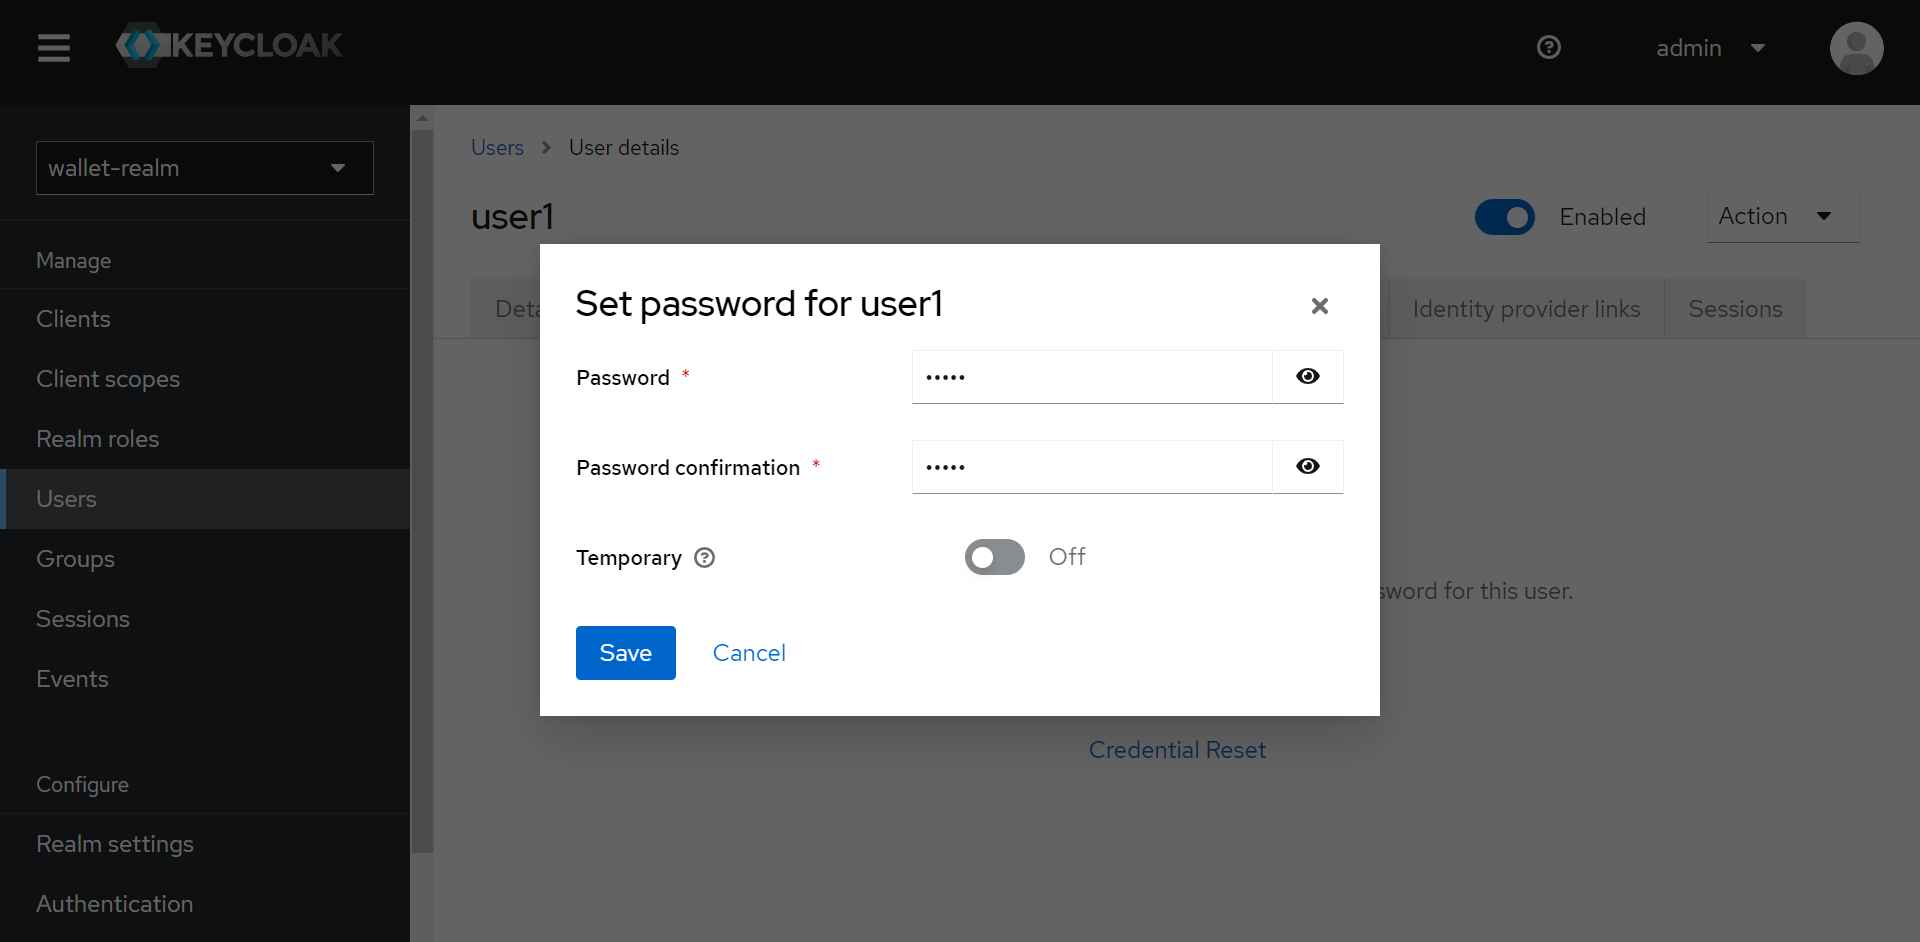 KEYCLOAK
admin
wallet-realm
Manage
Clients
Client scopes
Realm roles
Users
Groups
Sessions
Events
Configure
Realm settings
Authentication
Users > User details
user1
Enabled
Action
Identity provider links
Sessions
Set password for user1
Password *
•••••
Password confirmation *
•••••
Temporary
Off
Save
Cancel
for this user.
Credential Reset